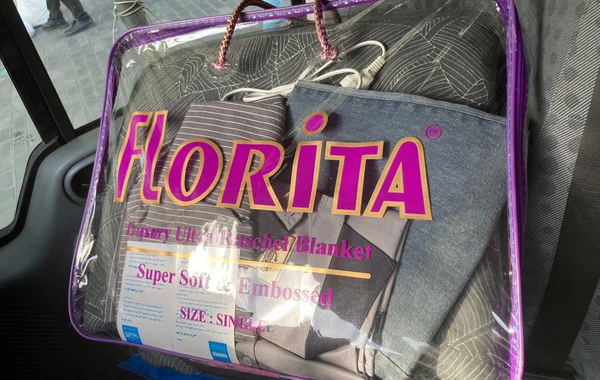 FLORITA
Luxury Ultra Raschel Blanket
Super Soft & Embossed
SIZE : SINGLE